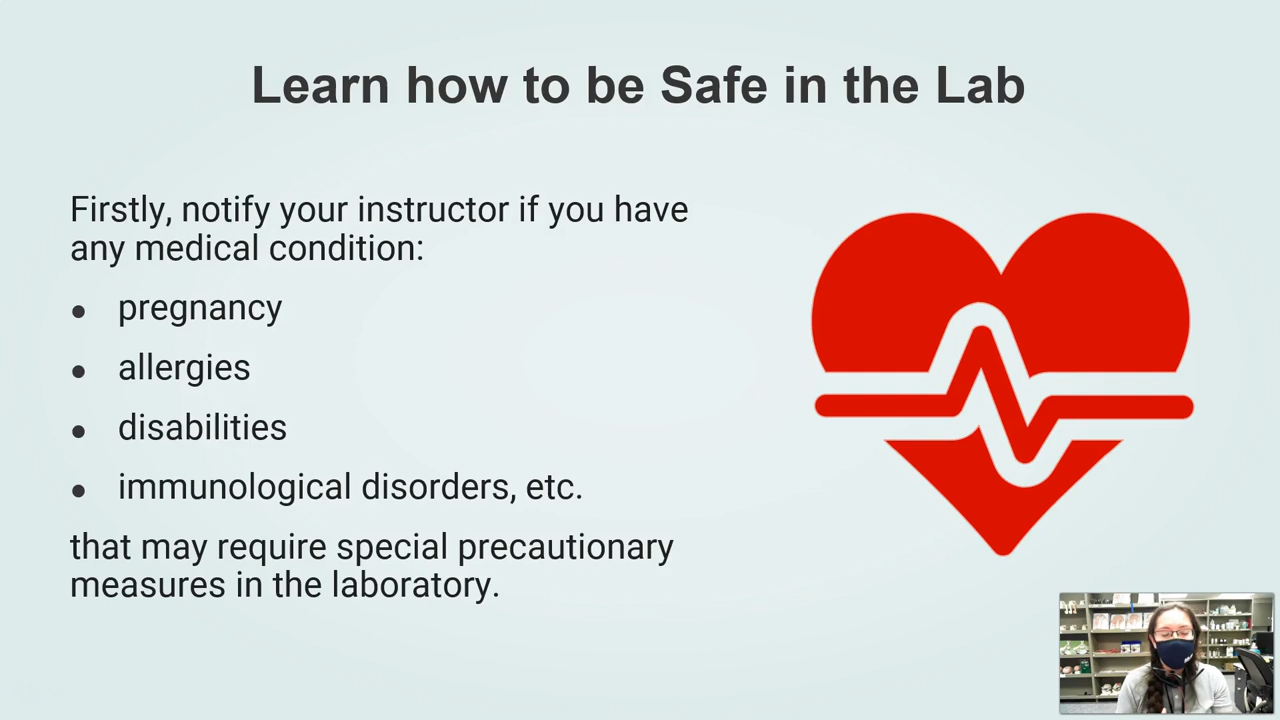 Learn how to be Safe in the Lab
Firstly, notify your instructor if you have
any medical condition:
● pregnancy
● allergies
● disabilities
● immunological disorders, etc.
that may require special precautionary
measures in the laboratory.